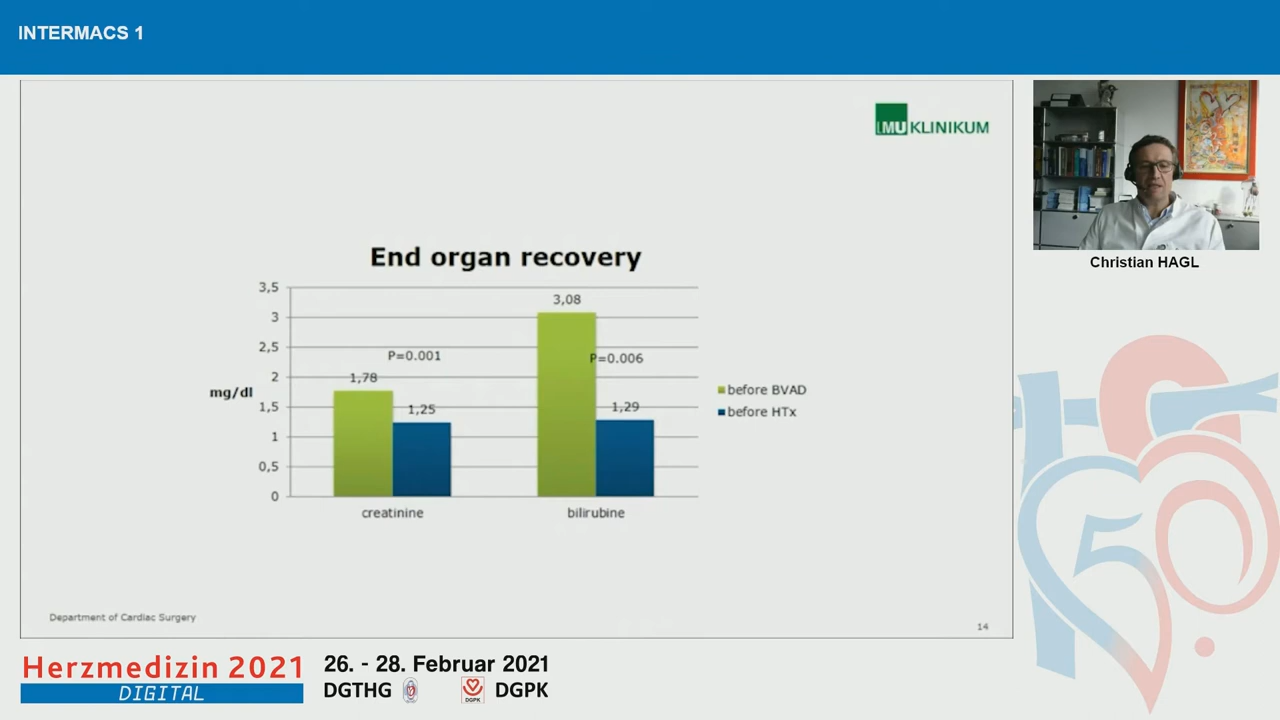 INTERMACS 1
LMU KLINIKUM
Christian HAGL
End organ recovery
3,5
3
2,5
2
1,5
1
0,5
0
mg/dl
3,08
P=0.001
P=0.006
1,78
1,25
1,29
before BVAD
before HTx
creatinine
bilirubine
Department of Cardiac Surgery
14
50
Herzmedizin 2021
DIGITAL
26. - 28. Februar 2021
DGTHG
DGPK
DGPK